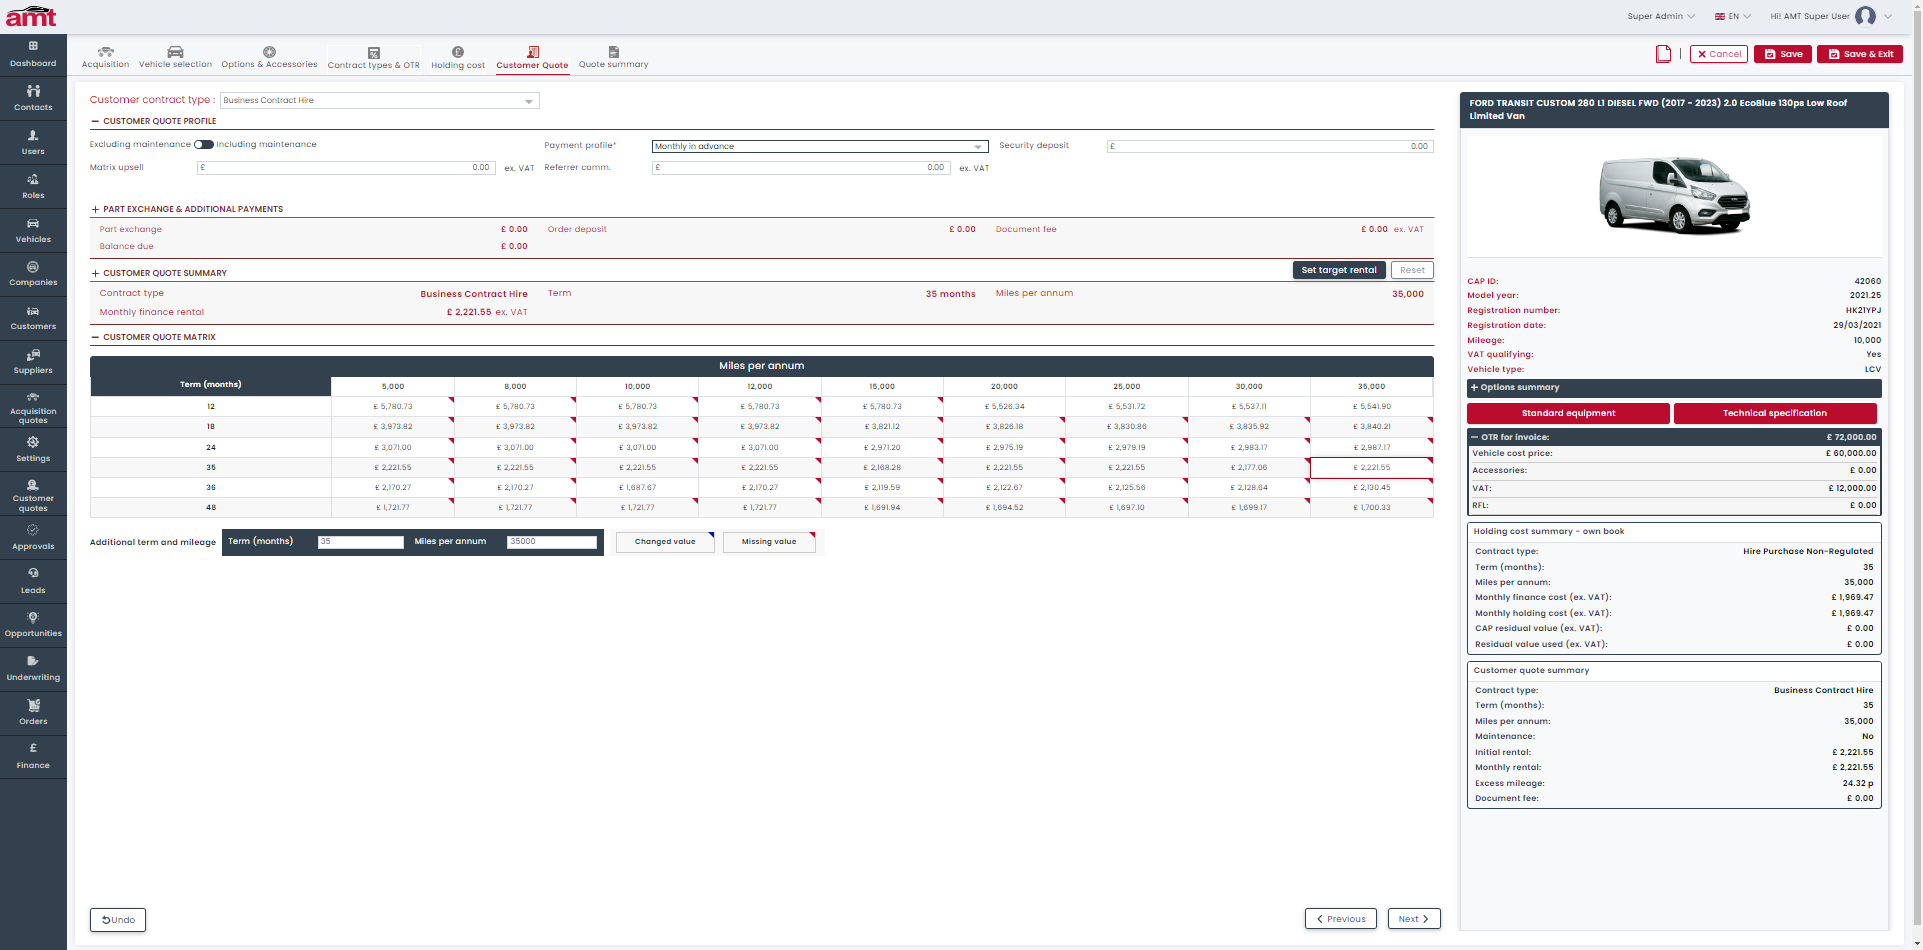 amt
Super Admin
EN
Hi! AMT Super User
Dashboard
Contacts
Users
Roles
Vehicles
Companies
Customers
Suppliers
Acquisition quotes
Settings
Customer quotes
Approvals
Leads
Opportunities
Underwriting
Orders
Finance
Acquisition
Vehicle selection
Options & Accessories
Contract types & OTR
Holding cost
Customer Quote
Quote summary
Cancel
Save
Save & Exit
Customer contract type : Business Contract Hire
CUSTOMER QUOTE PROFILE
Excluding maintenance Including maintenance Payment profile* Monthly in advance Security deposit £ 0.00
Matrix upsell £ 0.00 ex. VAT Referrer comm. £ 0.00 ex. VAT
PART EXCHANGE & ADDITIONAL PAYMENTS
Part exchange £ 0.00 Order deposit £ 0.00 Document fee £ 0.00 ex. VAT
Balance due £ 0.00
CUSTOMER QUOTE SUMMARY Set target rental Reset
Contract type Business Contract Hire Term 35 months Miles per annum 35,000
Monthly finance rental £ 2,221.55 ex. VAT
CUSTOMER QUOTE MATRIX
Miles per annum
Term (months) 5,000 8,000 10,000 12,000 15,000 20,000 25,000 30,000 35,000
12 £ 5,780.73 £ 5,780.73 £ 5,780.73 £ 5,780.73 £ 5,780.73 £ 5,526.34 £ 5,531.72 £ 5,537.11 £ 5,541.90
18 £ 3,973.82 £ 3,973.82 £ 3,973.82 £ 3,973.82 £ 3,821.12 £ 3,826.18 £ 3,830.86 £ 3,835.92 £ 3,840.21
24 £ 3,071.00 £ 3,071.00 £ 3,071.00 £ 3,071.00 £ 2,971.20 £ 2,975.19 £ 2,979.19 £ 2,983.17 £ 2,987.17
35 £ 2,221.55 £ 2,221.55 £ 2,221.55 £ 2,221.55 £ 2,168.28 £ 2,221.55 £ 2,221.55 £ 2,177.06 £ 2,221.55
36 £ 2,170.27 £ 2,170.27 £ 1,687.67 £ 2,170.27 £ 2,119.59 £ 2,122.67 £ 2,125.56 £ 2,128.64 £ 2,130.45
48 £ 1,721.77 £ 1,721.77 £ 1,721.77 £ 1,721.77 £ 1,691.94 £ 1,694.52 £ 1,697.10 £ 1,699.17 £ 1,700.33
Additional term and mileage Term (months) 35 Miles per annum 35000 Changed value Missing value
Undo
Previous
Next
FORD TRANSIT CUSTOM 280 L1 DIESEL FWD (2017 - 2023) 2.0 EcoBlue 130ps Low Roof
Limited Van
CAP ID: 42060
Model year: 2021.25
Registration number: HK21YPJ
Registration date: 29/03/2021
Mileage: 10,000
VAT qualifying: Yes
Vehicle type: LCV
Options summary
Standard equipment Technical specification
OTR for invoice: £ 72,000.00
Vehicle cost price: £ 60,000.00
Accessories: £ 0.00
VAT: £ 12,000.00
RFL: £ 0.00
Holding cost summary - own book
Contract type: Hire Purchase Non-Regulated
Term (months): 35
Miles per annum: 35,000
Monthly finance cost (ex. VAT): £ 1,969.47
Monthly holding cost (ex. VAT): £ 1,969.47
CAP residual value (ex. VAT): £ 0.00
Residual value used (ex. VAT): £ 0.00
Customer quote summary
Contract type: Business Contract Hire
Term (months): 35
Miles per annum: 35,000
Maintenance: No
Initial rental: £ 2,221.55
Monthly rental: £ 2,221.55
Excess mileage: 24.32 p
Document fee: £ 0.00